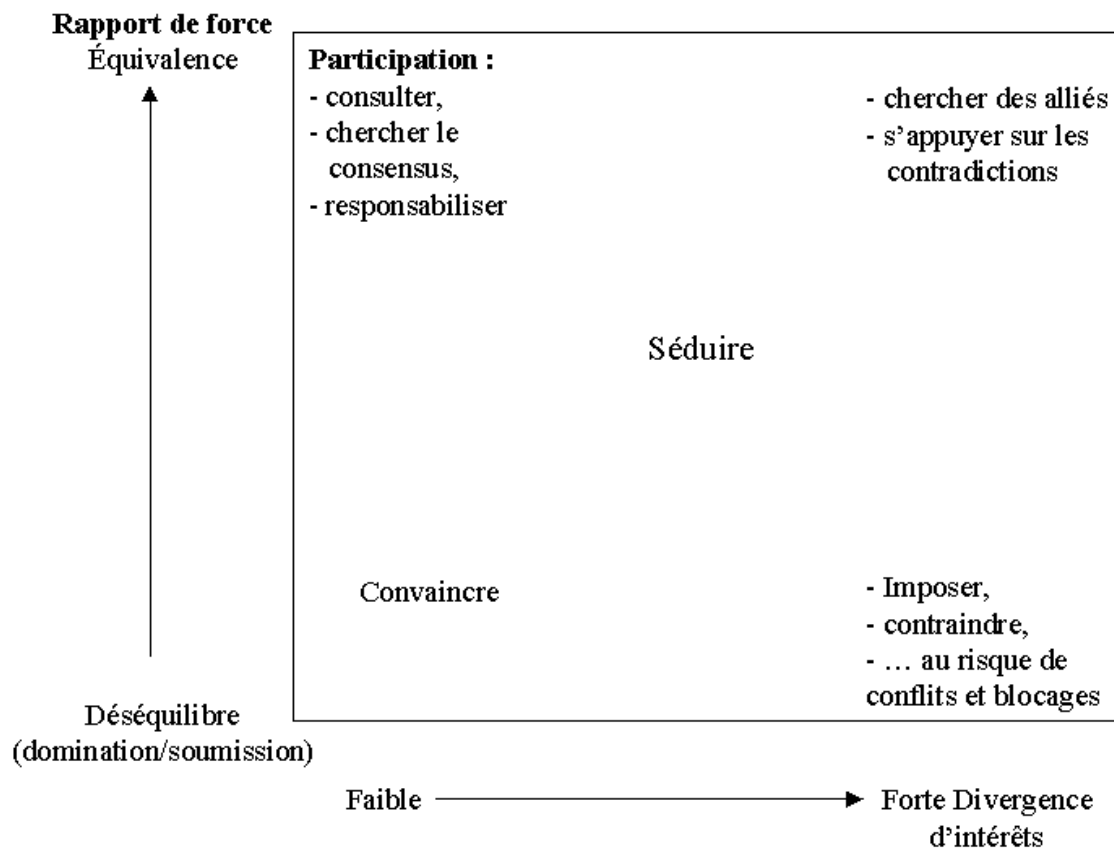 Rapport de force
Équivalence
Participation :
- consulter,
- chercher le
consensus,
- responsabiliser
- chercher des alliés
- s’appuyer sur les
contradictions
Séduire
Convaincre
- Imposer,
- contraindre,
- … au risque de
conflits et blocages
Déséquilibre
(domination/soumission)
Faible
Forte Divergence
d’intérêts